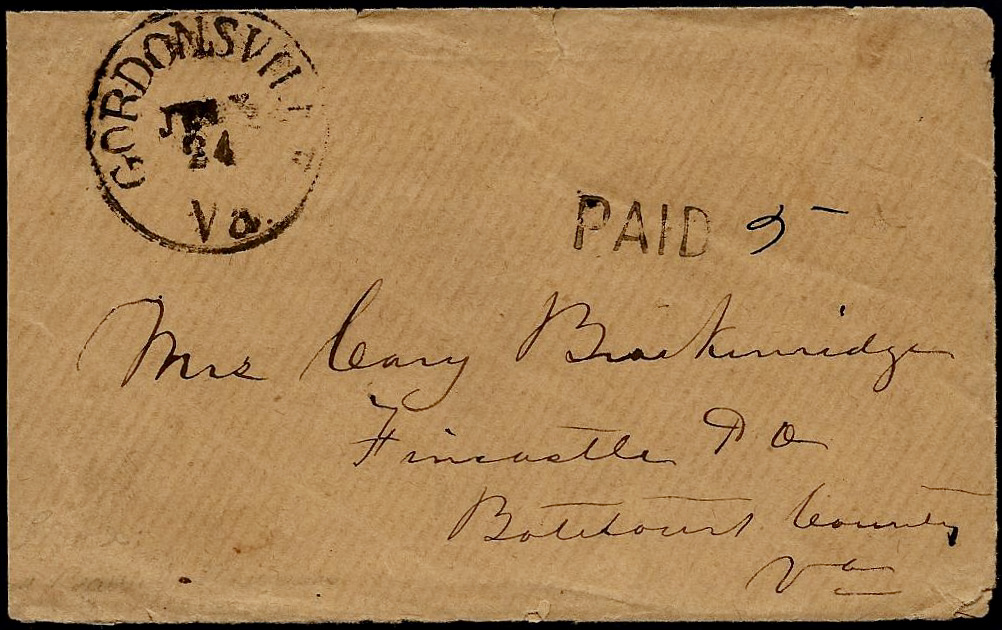 GORDONSVILLE
24
Va.
PAID 5
Mrs Cary Breckinridge
Fincastle P O
Botetourt County
Va